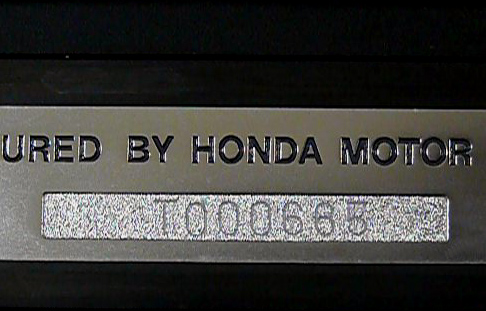 URED BY HONDA MOTOR
T000665